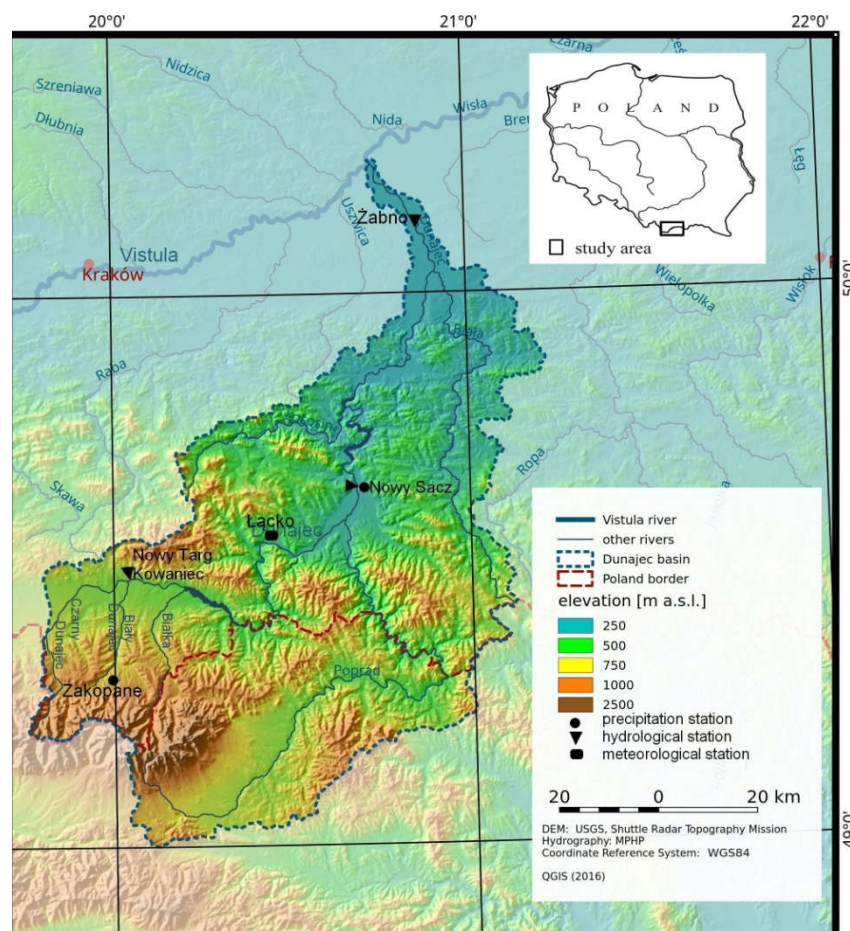 20°0'
21°0'
22°0'
Nidzica
Czarna
Szreniawa
Wisła
Dłubnia
Nida
Łęg
POLAND
study area
Uszwica
Żabno
Dunajec
Vistula
Kraków
Wielopolka
Wisłok
50°0'
Biała
Raba
Ropa
Skawa
Nowy Sacz
Łącko
Dunajec
Nowy Targ
Kowaniec
Czarny
Dunajec
Biały
Dunajec
Białka
Zakopane
Poprad
Vistula river
other rivers
Dunajec basin
Poland border
elevation [m a.s.l.]
250
500
750
1000
2500
precipitation station
hydrological station
meteorological station
20 0 20 km
DEM: USGS, Shuttle Radar Topography Mission
Hydrography: MPHP
Coordinate Reference System: WGS84
QGIS (2016)
49°0'